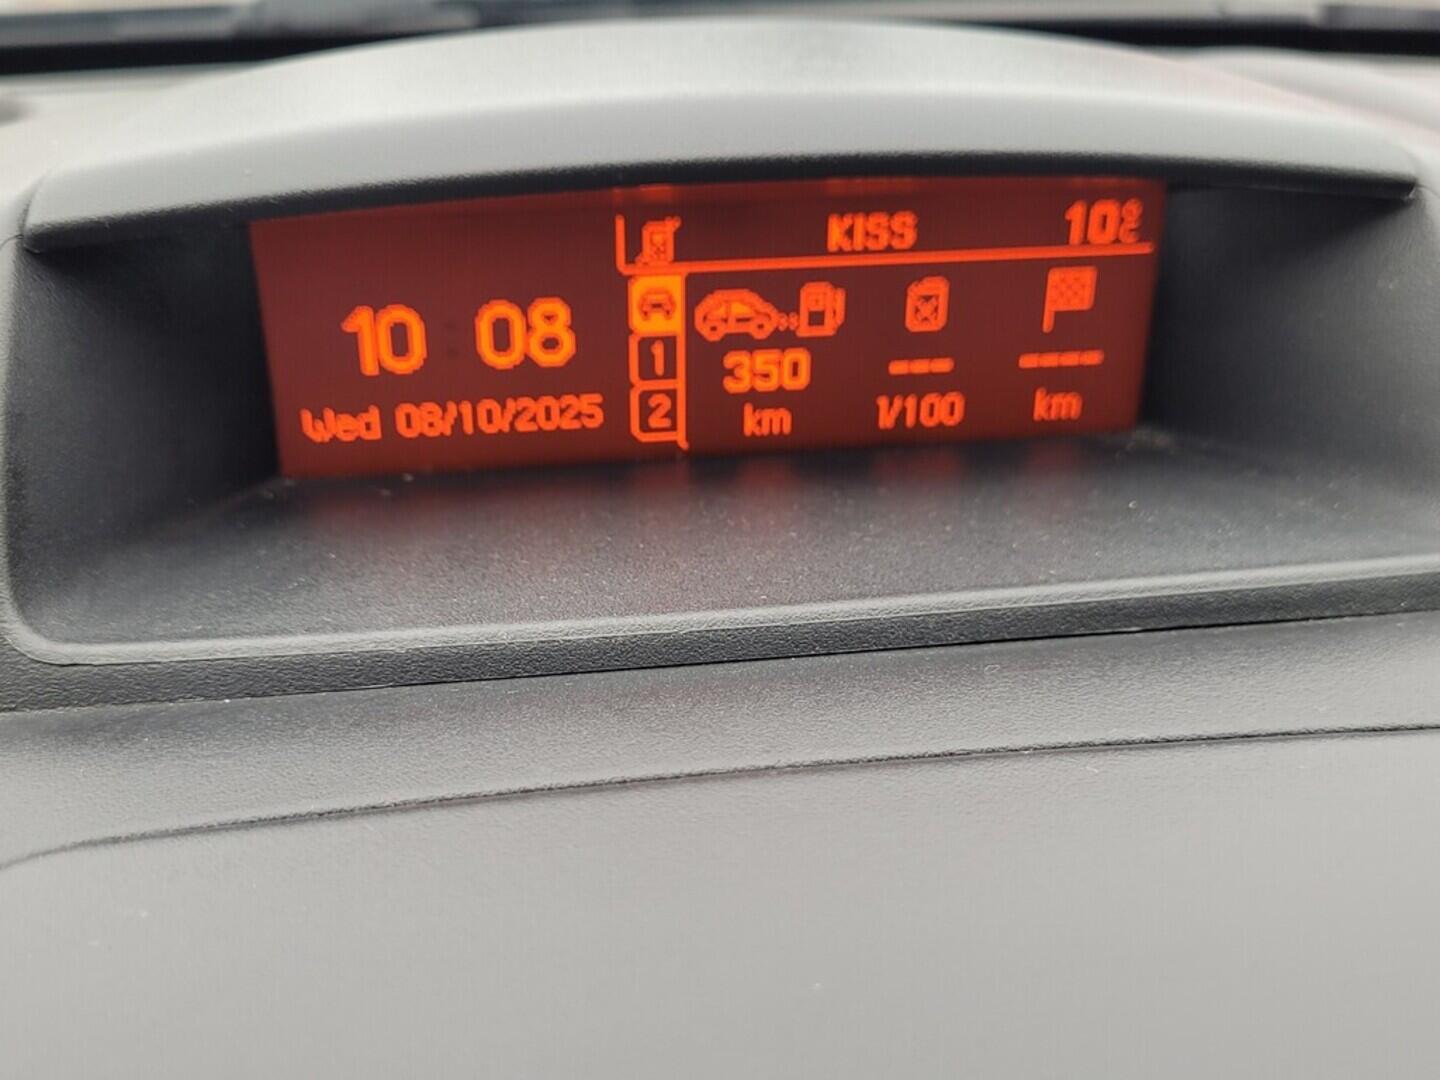 KISS 10°C
10 08
Wed 08/10/2025
1
2
350 --- ----
km l/100 km